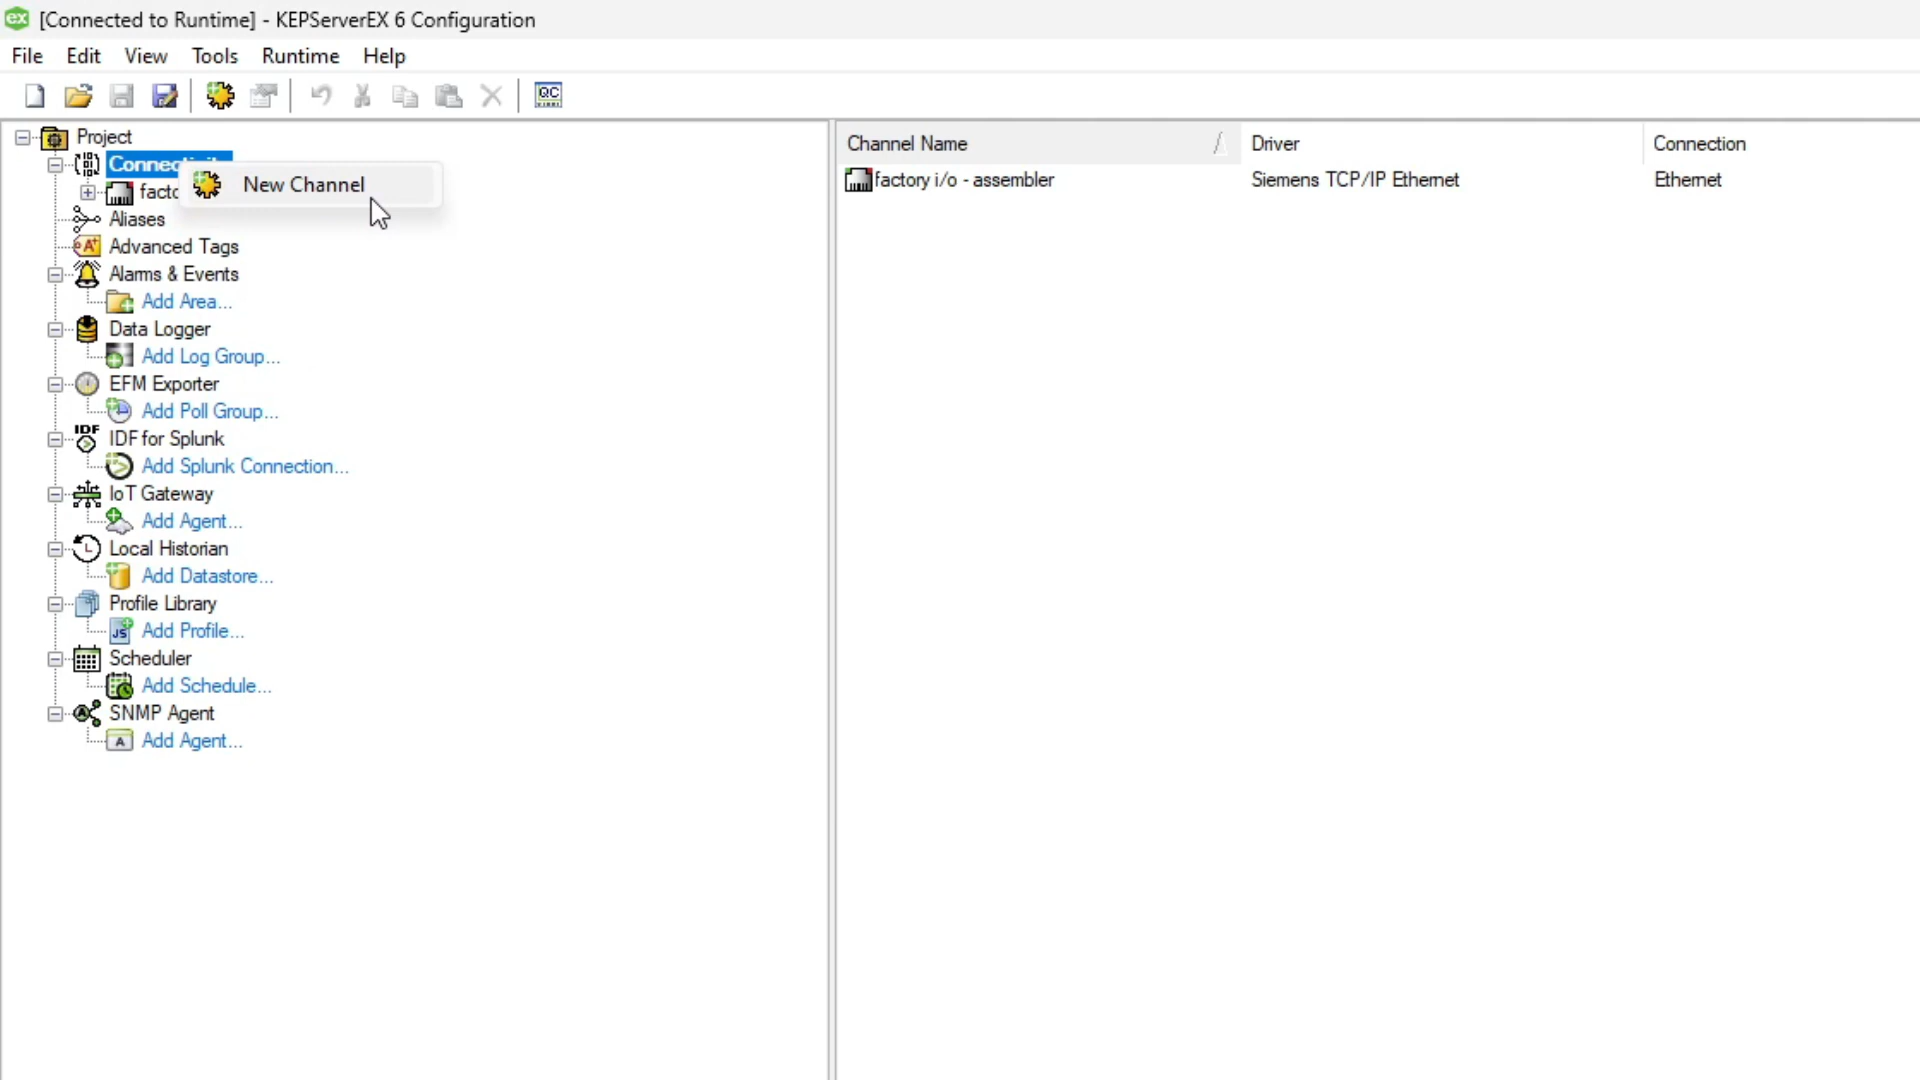 [Connected to Runtime] - KEPServerEX 6 Configuration
File Edit View Tools Runtime Help
QC
Project
New Channel
Aliases
Advanced Tags
Alarms & Events
Add Area...
Data Logger
Add Log Group...
EFM Exporter
Add Poll Group...
IDF IDF for Splunk
Add Splunk Connection...
IoT Gateway
Add Agent...
Local Historian
Add Datastore...
Profile Library
JS Add Profile...
Scheduler
Add Schedule...
SNMP Agent
A Add Agent...
Channel Name Driver Connection
factory i/o - assembler Siemens TCP/IP Ethernet Ethernet